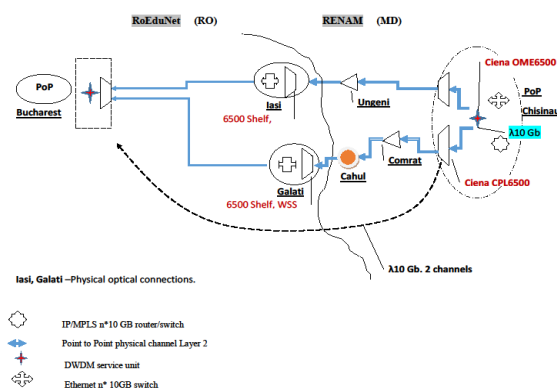 RoEduNet (RO) RENAM (MD)
Ciena OME6500
PoP
Bucharest
PoP
Chisinau
λ10 Gb
Iasi
Ungeni
6500 Shelf,
Galati
Cahul
Comrat
Ciena CPL6500
6500 Shelf, WSS
λ10 Gb. 2 channels
Iasi, Galati –Physical optical connections.
IP/MPLS n*10 GB router/switch
Point to Point physical channel Layer 2
DWDM service unit
Ethernet n* 10GB switch